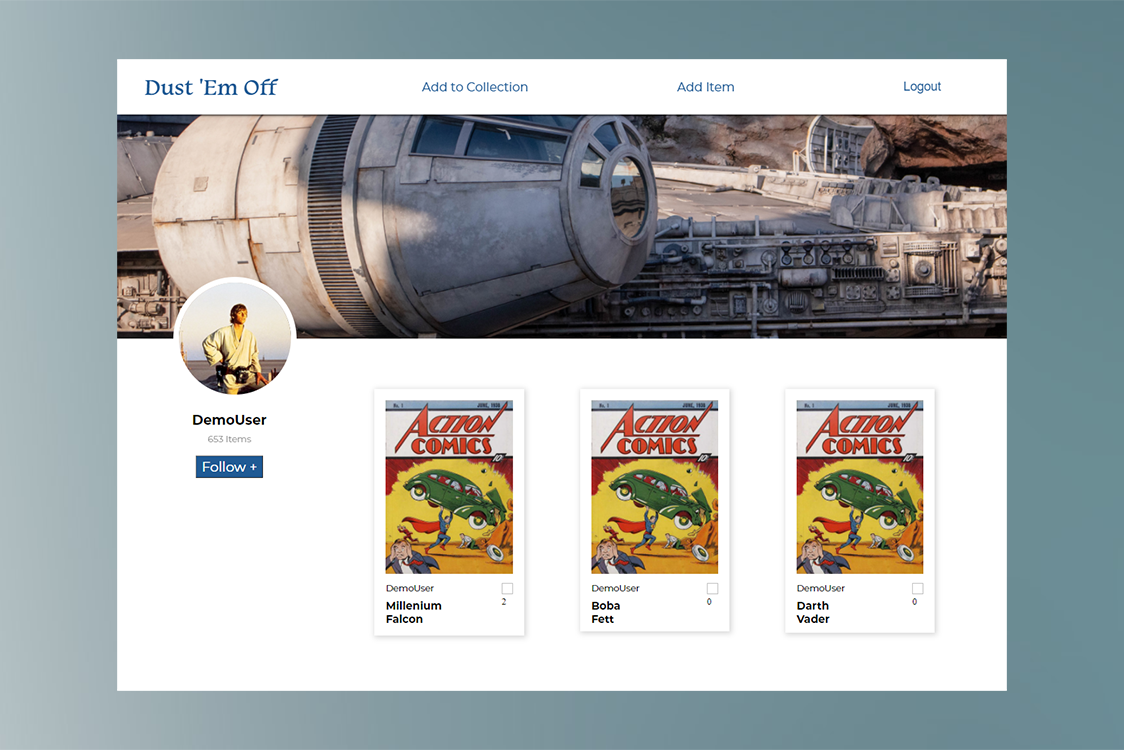 Dust 'Em Off
Add to Collection
Add Item
Logout
DemoUser
653 Items
Follow +
No. 1
JUNE, 1938
ACTION
COMICS
10¢
DemoUser
2
Millenium
Falcon
No. 1
JUNE, 1938
ACTION
COMICS
10¢
DemoUser
0
Boba
Fett
No. 1
JUNE, 1938
ACTION
COMICS
10¢
DemoUser
0
Darth
Vader